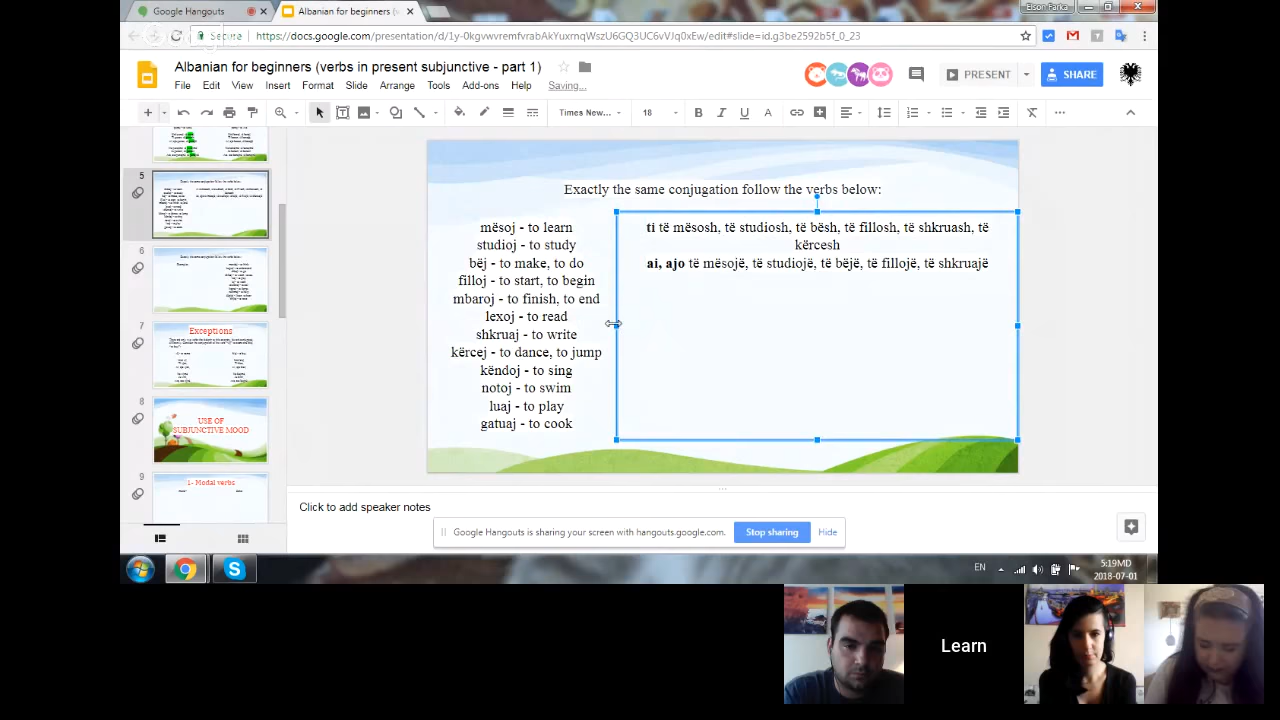 Google Hangouts
Albanian for beginners (v
Elson Farka
Secure
https://docs.google.com/presentation/d/1y-0kgvwvremfvrabAkYuxrnqWszU6GQ3UC6vVJq0xEw/edit#slide=id.g3be2592b5f_0_23
Albanian for beginners (verbs in present subjunctive - part 1)
File Edit View Insert Format Slide Arrange Tools Add-ons Help Saving...
PRESENT
SHARE
Times New...
18
5
6
7
Exceptions
8
USE OF
SUBJUNCTIVE MOOD
9
1- Modal verbs
Exactly the same conjugation follow the verbs below:
mësoj - to learn
studioj - to study
bëj - to make, to do
filloj - to start, to begin
mbaroj - to finish, to end
lexoj - to read
shkruaj - to write
kërcej - to dance, to jump
këndoj - to sing
notoj - to swim
luaj - to play
gatuaj - to cook
ti të mësosh, të studiosh, të bësh, të fillosh, të shkruash, të
kërcesh
ai, ajo të mësojë, të studiojë, të bëjë, të fillojë, të shkruajë
Click to add speaker notes
Google Hangouts is sharing your screen with hangouts.google.com.
Stop sharing
Hide
EN
5:19MD
2018-07-01
Learn